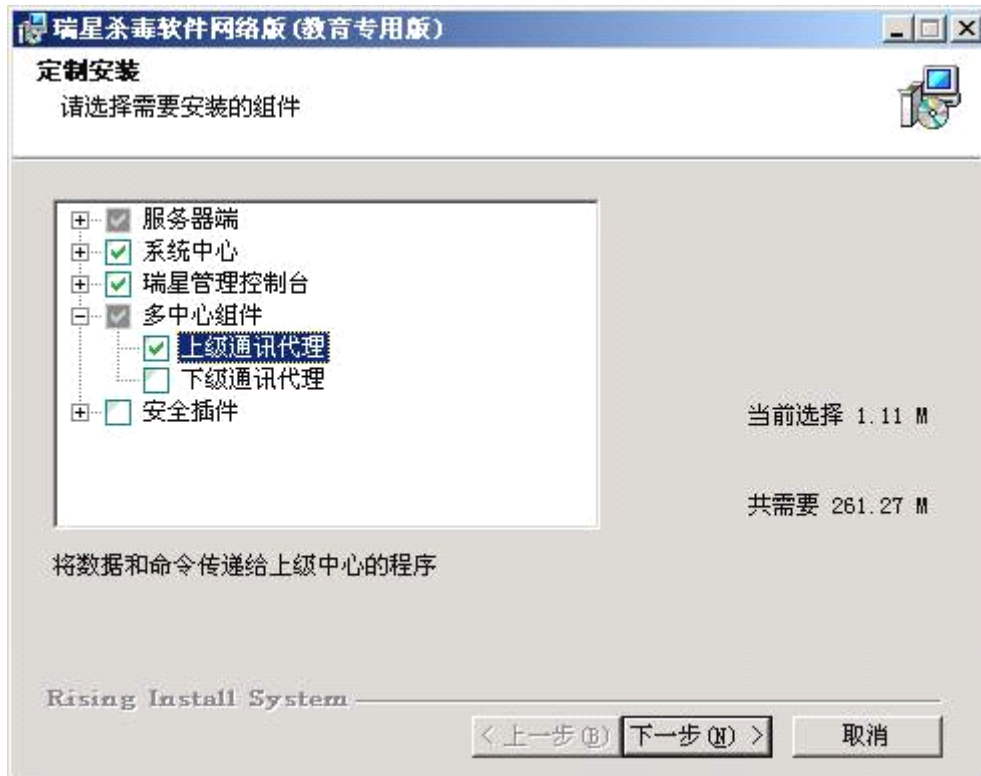 瑞星杀毒软件网络版(教育专用版)
定制安装
请选择需要安装的组件
服务器端
系统中心
瑞星管理控制台
多中心组件
上级通讯代理
下级通讯代理
安全插件
当前选择 1.11 M
共需要 261.27 M
将数据和命令传递给上级中心的程序
Rising Install System
< 上一步(B) 下一步(N) > 取消